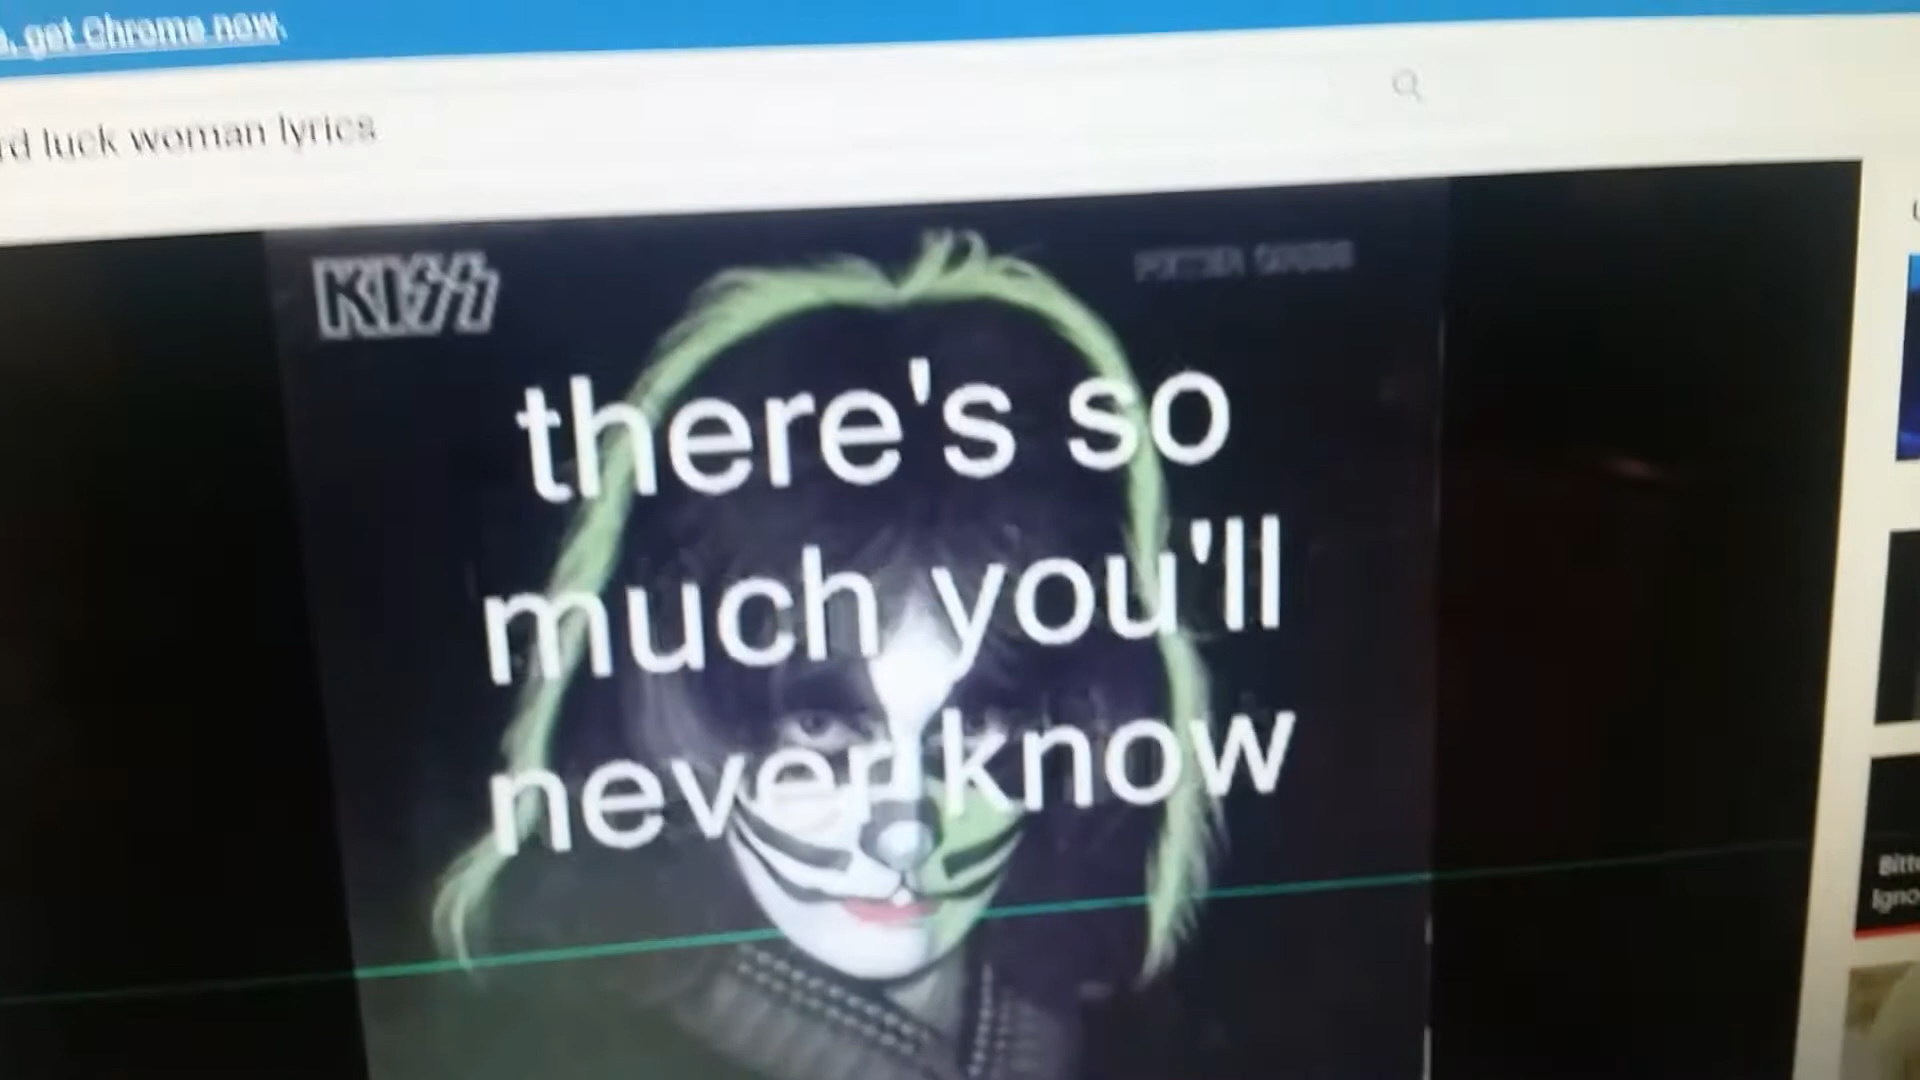 get Chrome now
luck woman lyrics
KISS
there's so
much you'll
never know